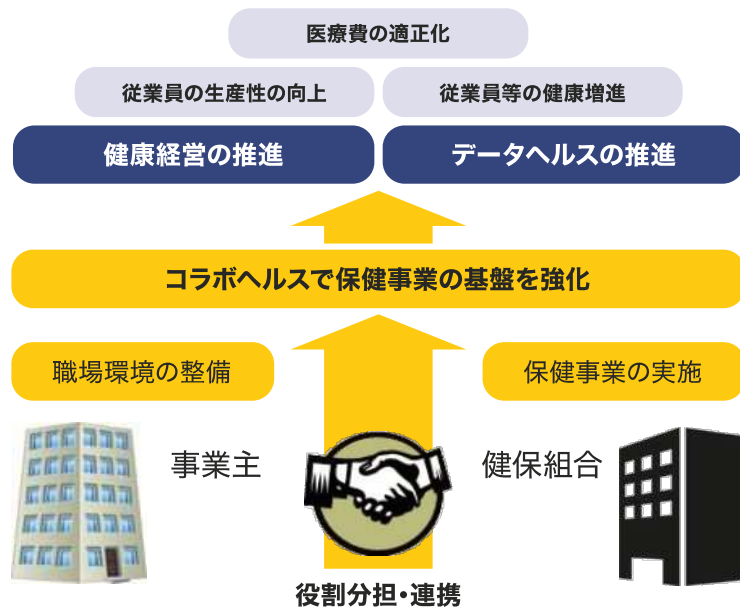 医療費の適正化
従業員の生産性の向上
従業員等の健康増進
健康経営の推進
データヘルスの推進
コラボヘルスで保健事業の基盤を強化
職場環境の整備
保健事業の実施
事業主
健保組合
役割分担・連携